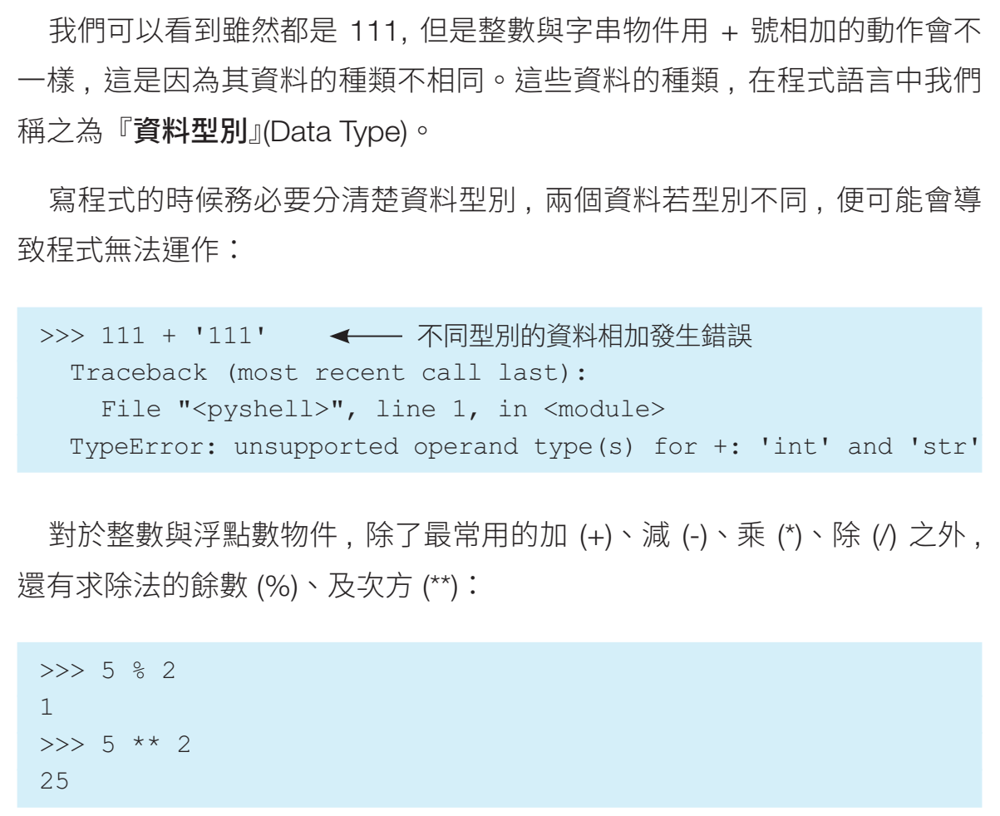 我們可以看到雖然都是 111, 但是整數與字串物件用 + 號相加的動作會不
一樣 , 這是因為其資料的種類不相同。這些資料的種類 , 在程式語言中我們
稱之為『資料型別』(Data Type)。
寫程式的時候務必要分清楚資料型別 , 兩個資料若型別不同 , 便可能會導
致程式無法運作：
>>> 111 + '111' 不同型別的資料相加發生錯誤
Traceback (most recent call last):
File "<pyshell>", line 1, in <module>
TypeError: unsupported operand type(s) for +: 'int' and 'str'
對於整數與浮點數物件 , 除了最常用的加 (+)、減 (-)、乘 (*)、除 (/) 之外 ,
還有求除法的餘數 (%)、及次方 (**)：
>>> 5 % 2
1
>>> 5 ** 2
25